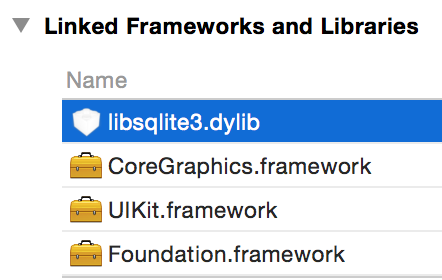 Linked Frameworks and Libraries
Name
libsqlite3.dylib
CoreGraphics.framework
UIKit.framework
Foundation.framework